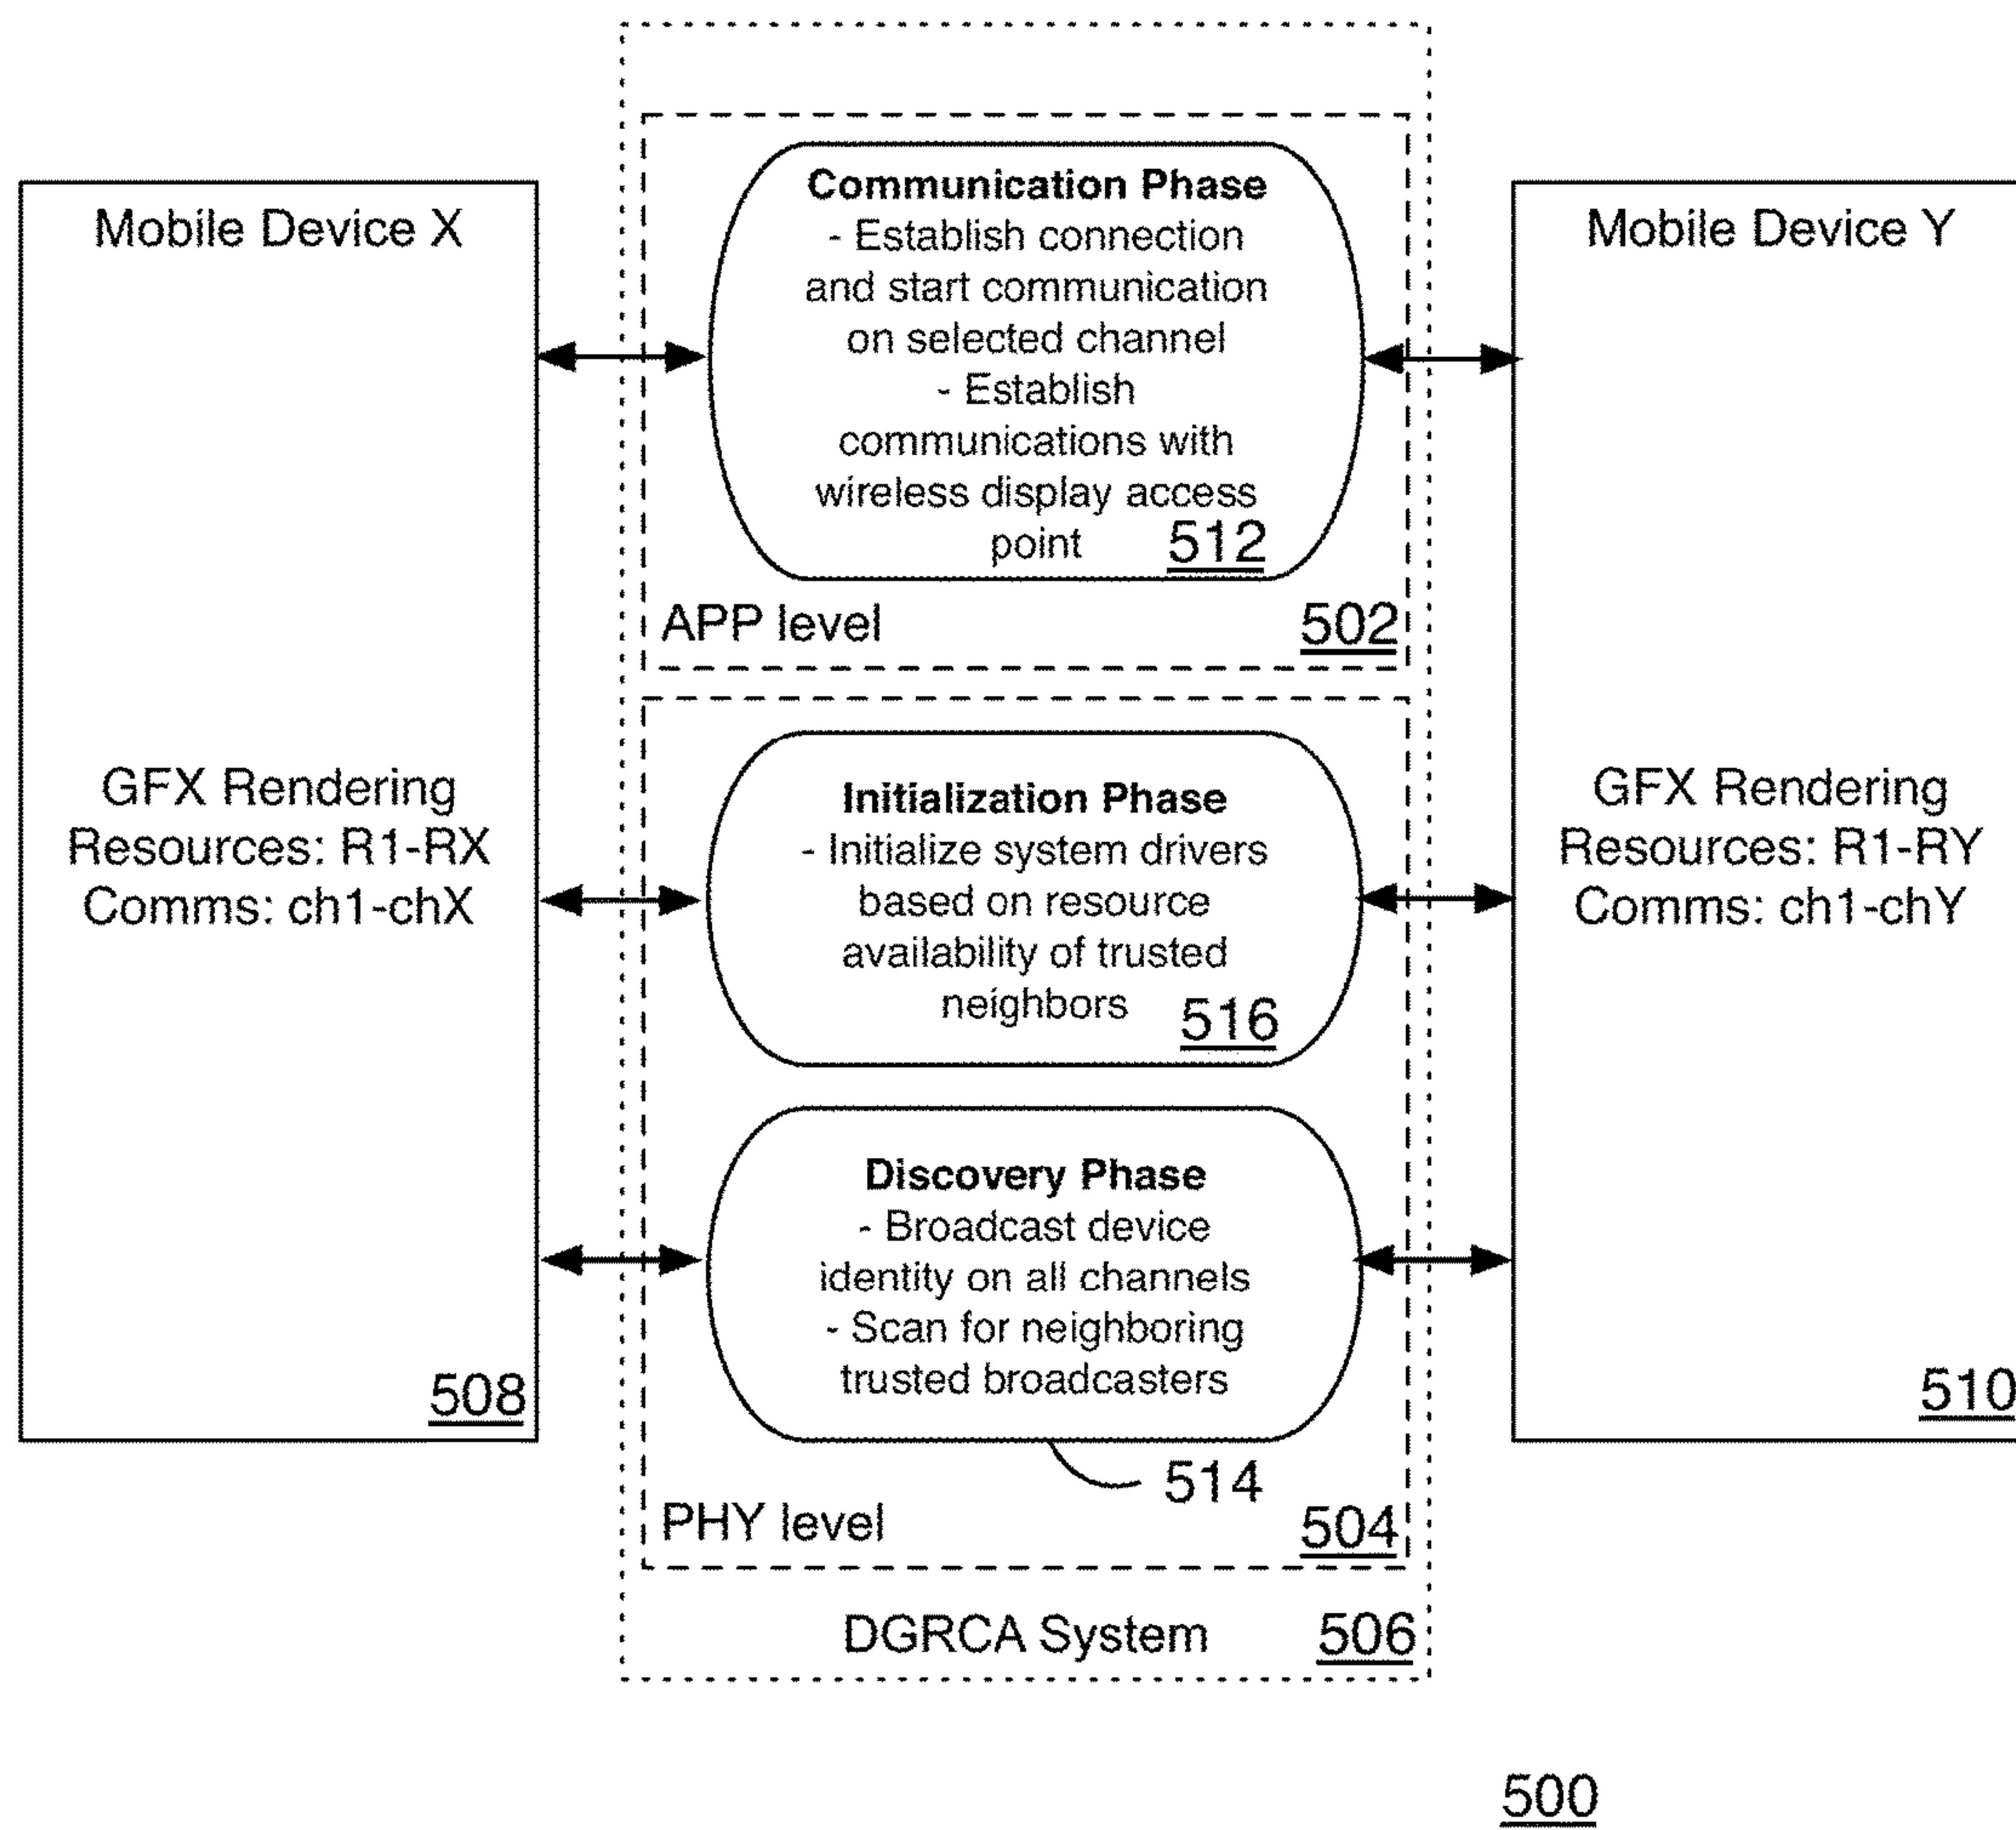 Mobile Device X
GFX Rendering
Resources: R1-RX
Comms: ch1-chX
508
Communication Phase
- Establish connection
and start communication
on selected channel
- Establish
communications with
wireless display access
point
512
APP level
502
Initialization Phase
- Initialize system drivers
based on resource
availability of trusted
neighbors
516
Discovery Phase
- Broadcast device
identity on all channels
- Scan for neighboring
trusted broadcasters
514
PHY level
504
DGRCA System
506
Mobile Device Y
GFX Rendering
Resources: R1-RY
Comms: ch1-chY
510
500